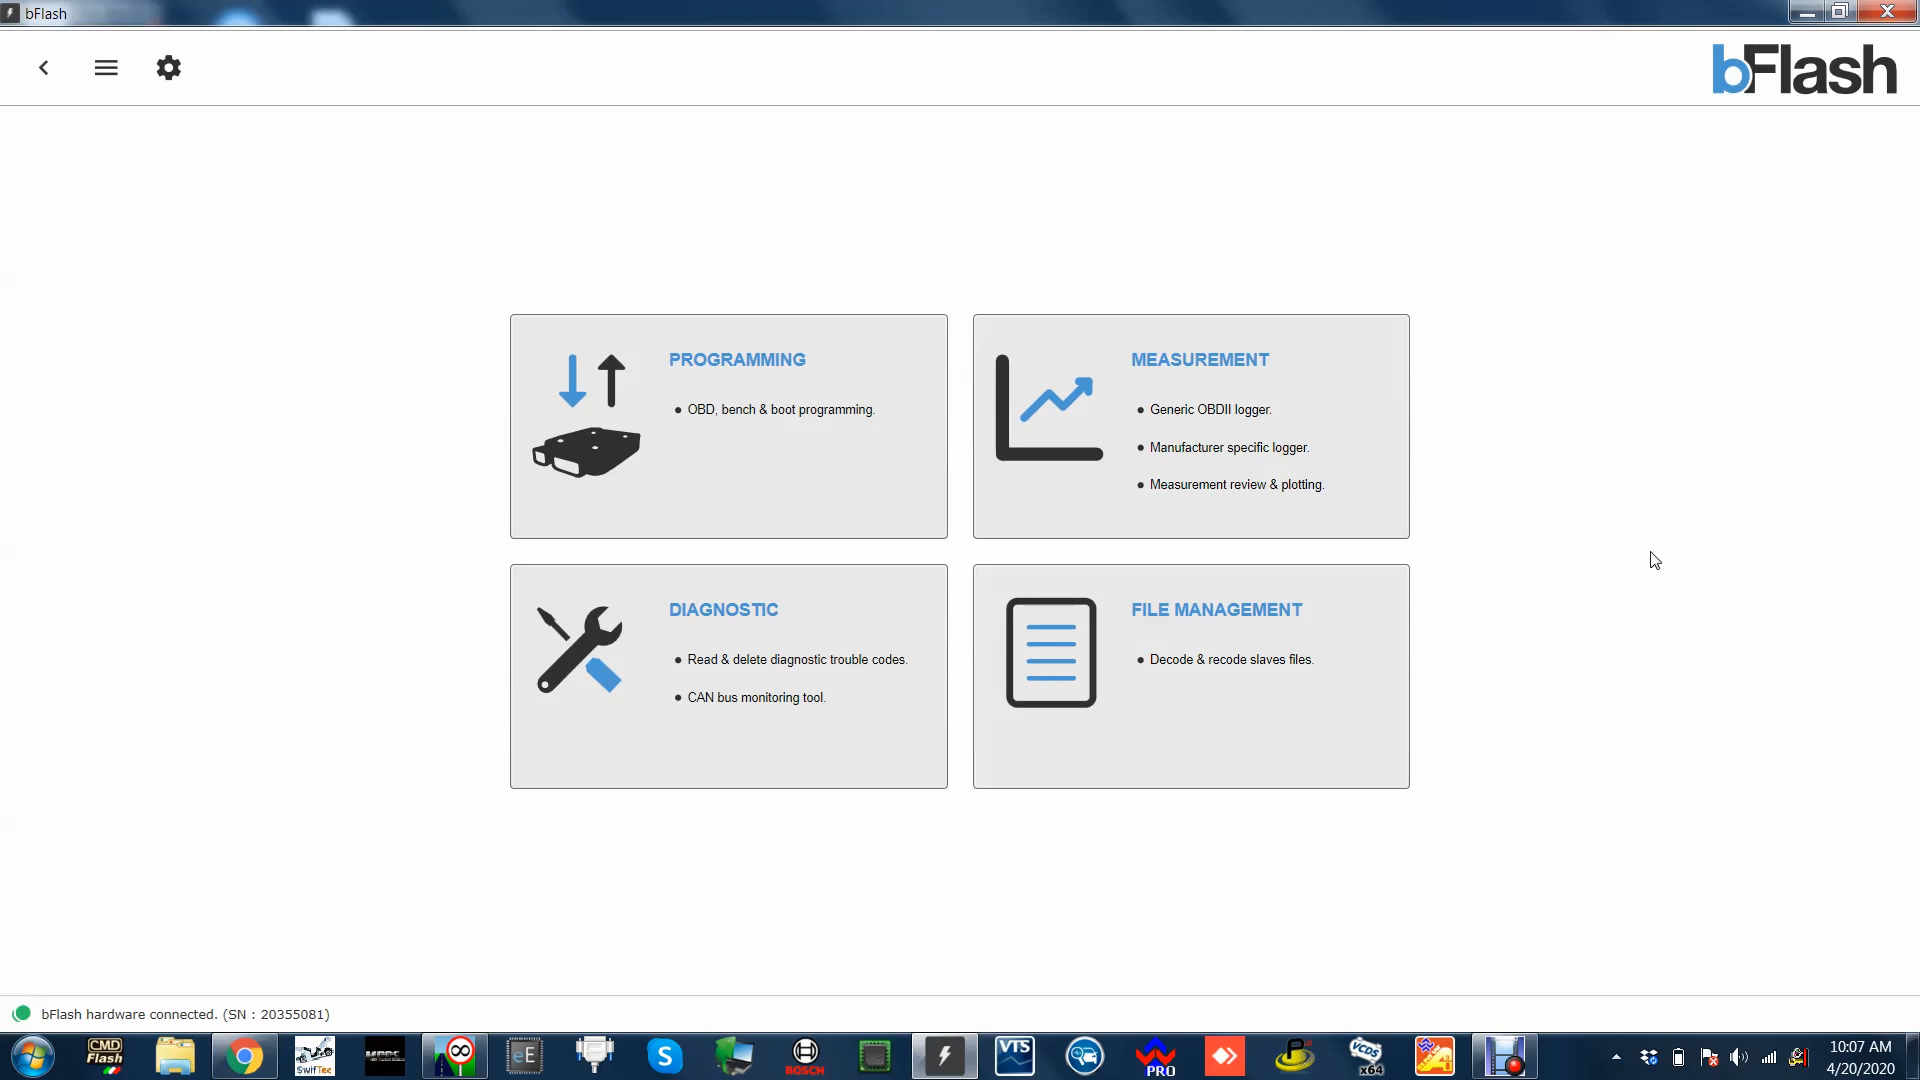 bFlash
bFlash
PROGRAMMING
OBD, bench & boot programming.
MEASUREMENT
Generic OBDII logger.
Manufacturer specific logger.
Measurement review & plotting.
DIAGNOSTIC
Read & delete diagnostic trouble codes.
CAN bus monitoring tool.
FILE MANAGEMENT
Decode & recode slaves files.
bFlash hardware connected. (SN : 20355081)
CMD
Flash
SwifTec
MPPS
eE
S
BOSCH
VTS
PRO
VCDS
x64
10:07 AM
4/20/2020